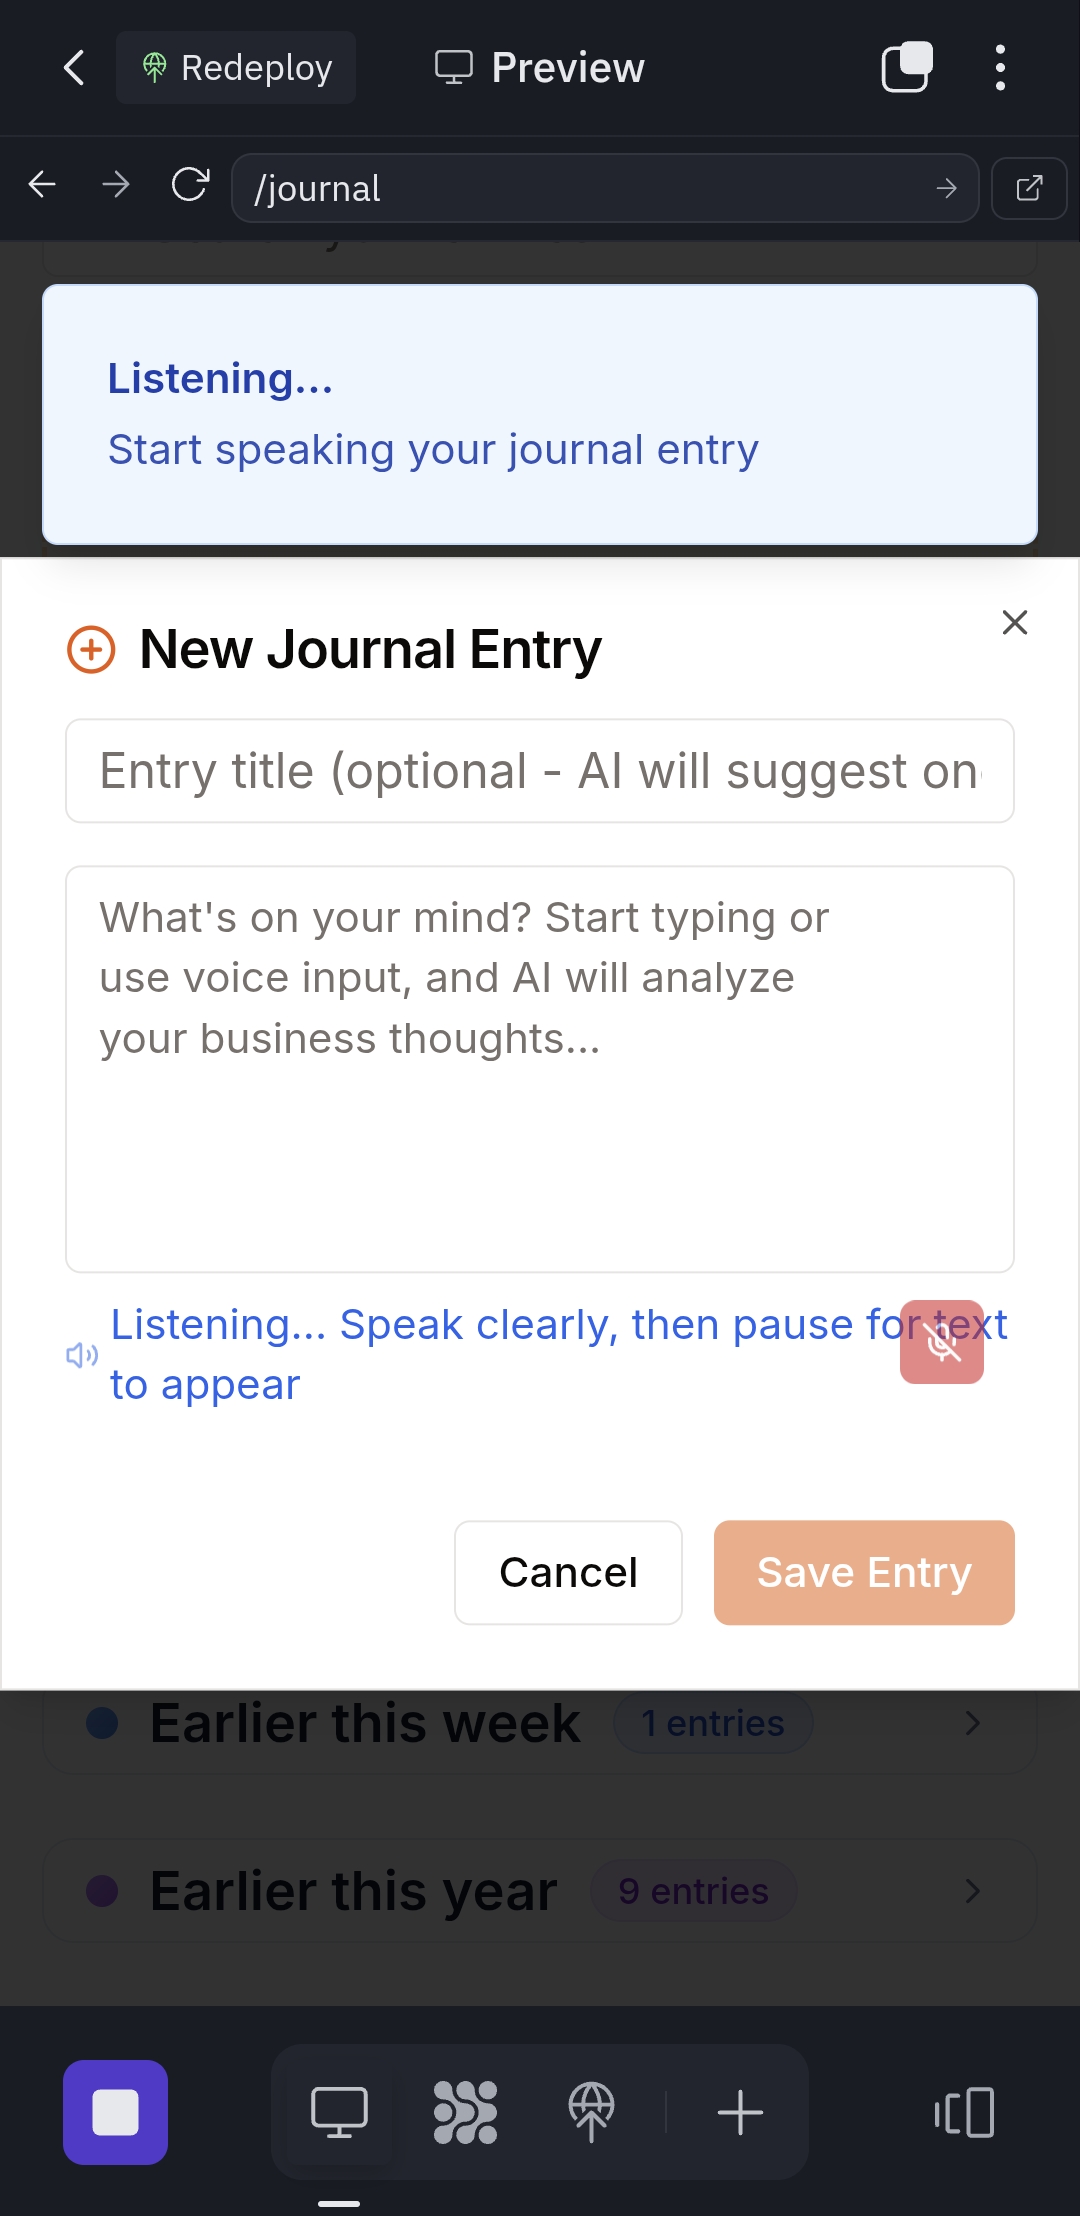 Redeploy
Preview
/journal
Listening...
Start speaking your journal entry
New Journal Entry
Entry title (optional - AI will suggest
What's on your mind? Start typing or
use voice input, and AI will analyze
your business thoughts...
Listening... Speak clearly, then pause for text
to appear
Cancel
Save Entry
Earlier this week
1 entries
Earlier this year
9 entries